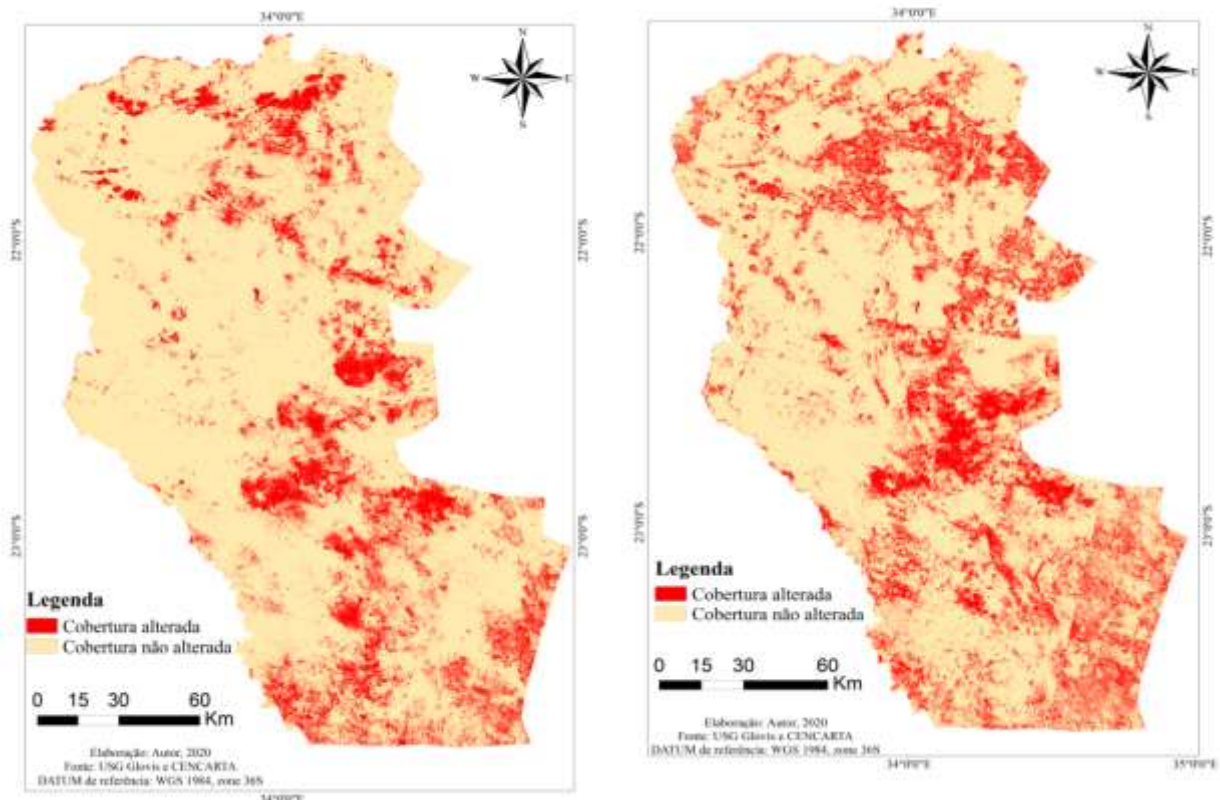 34°0'0"E
N
W
E
S
22°0'0"S
22°0'0"S
23°0'0"S
23°0'0"S
Legenda
Cobertura alterada
Cobertura não alterada
0 15 30 60
Km
Elaboração: Autor, 2020
Fonte: USG Glovis e CENCARTA
DATUM de referência: WGS 1984, zone 36S
34°0'0"E
34°0'0"E
N
W
E
S
22°0'0"S
22°0'0"S
23°0'0"S
23°0'0"S
Legenda
Cobertura alterada
Cobertura não alterada
0 15 30 60
Km
Elaboração: Autor, 2020
Fonte: USG Glovis e CENCARTA
DATUM de referência: WGS 1984, zone 36S
34°0'0"E
35°0'0"E